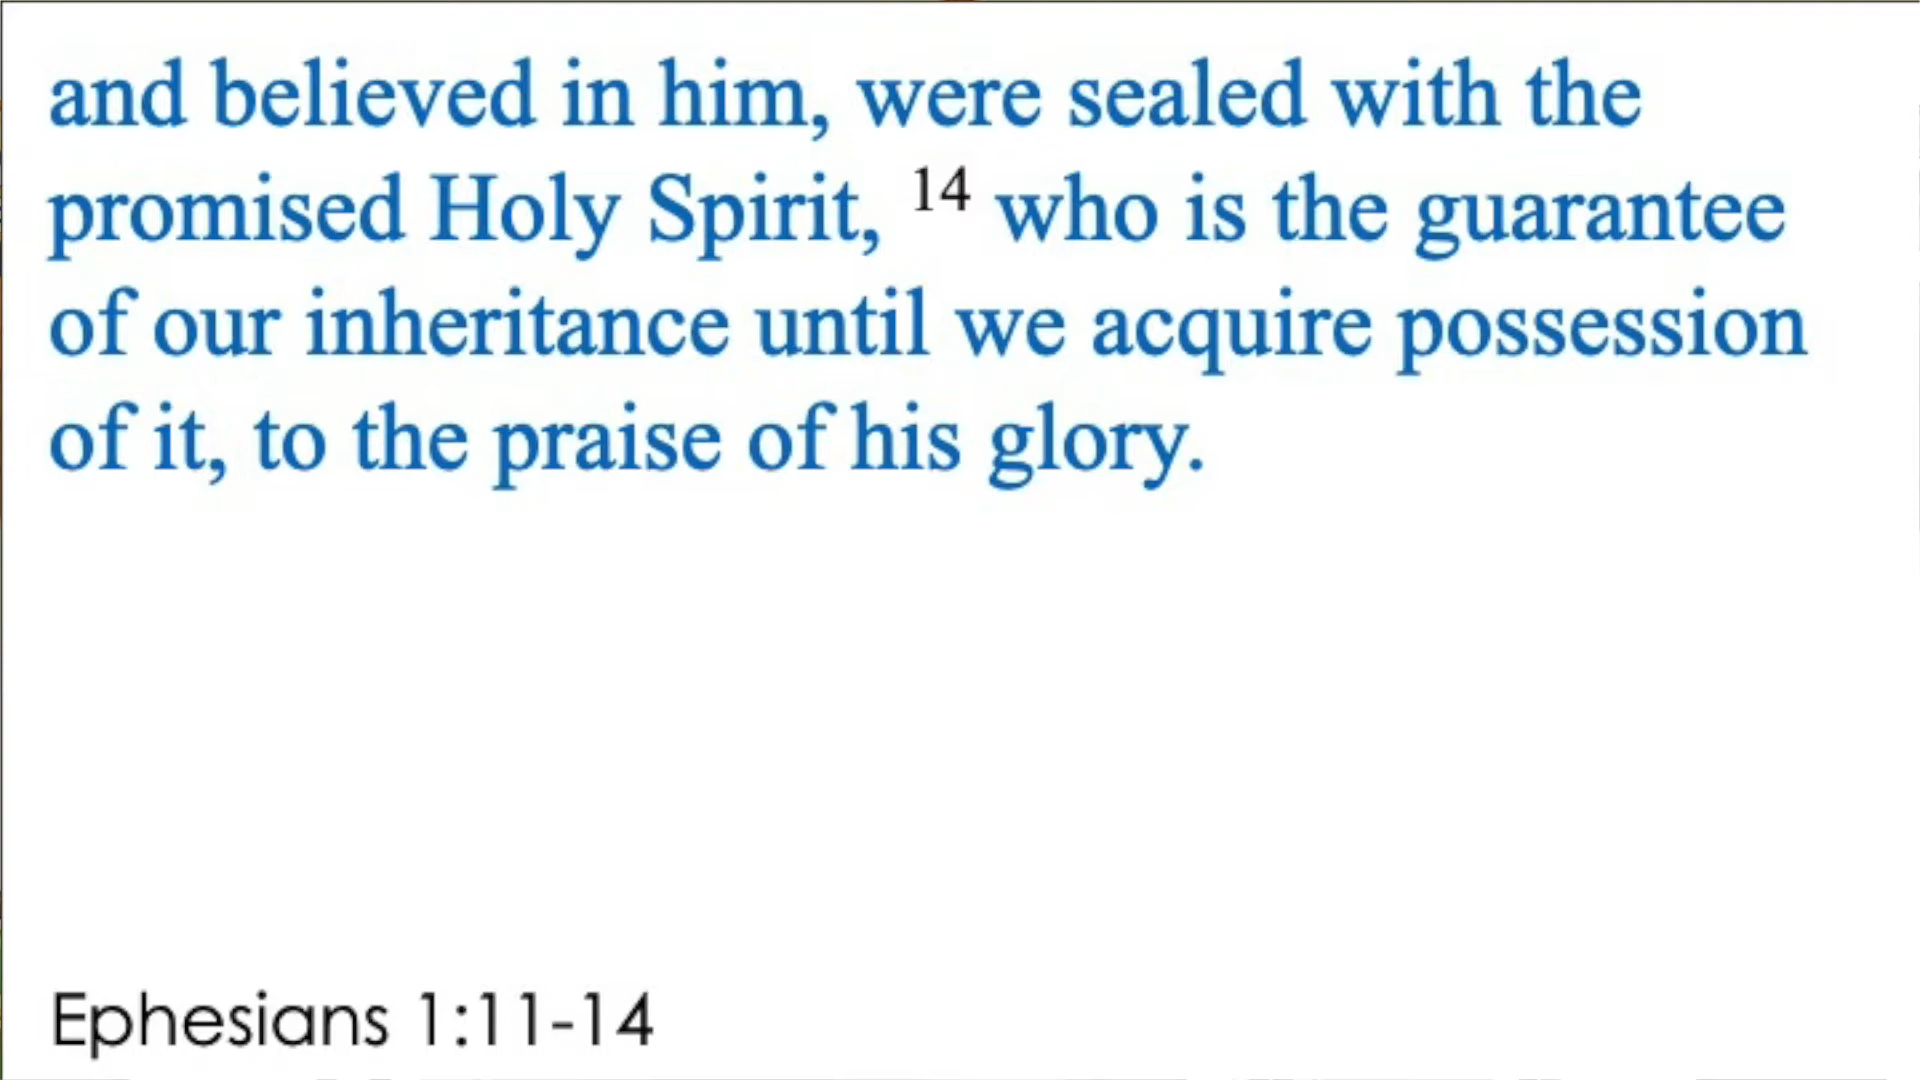 and believed in him, were sealed with the
promised Holy Spirit, 14 who is the guarantee
of our inheritance until we acquire possession
of it, to the praise of his glory.
Ephesians 1:11-14